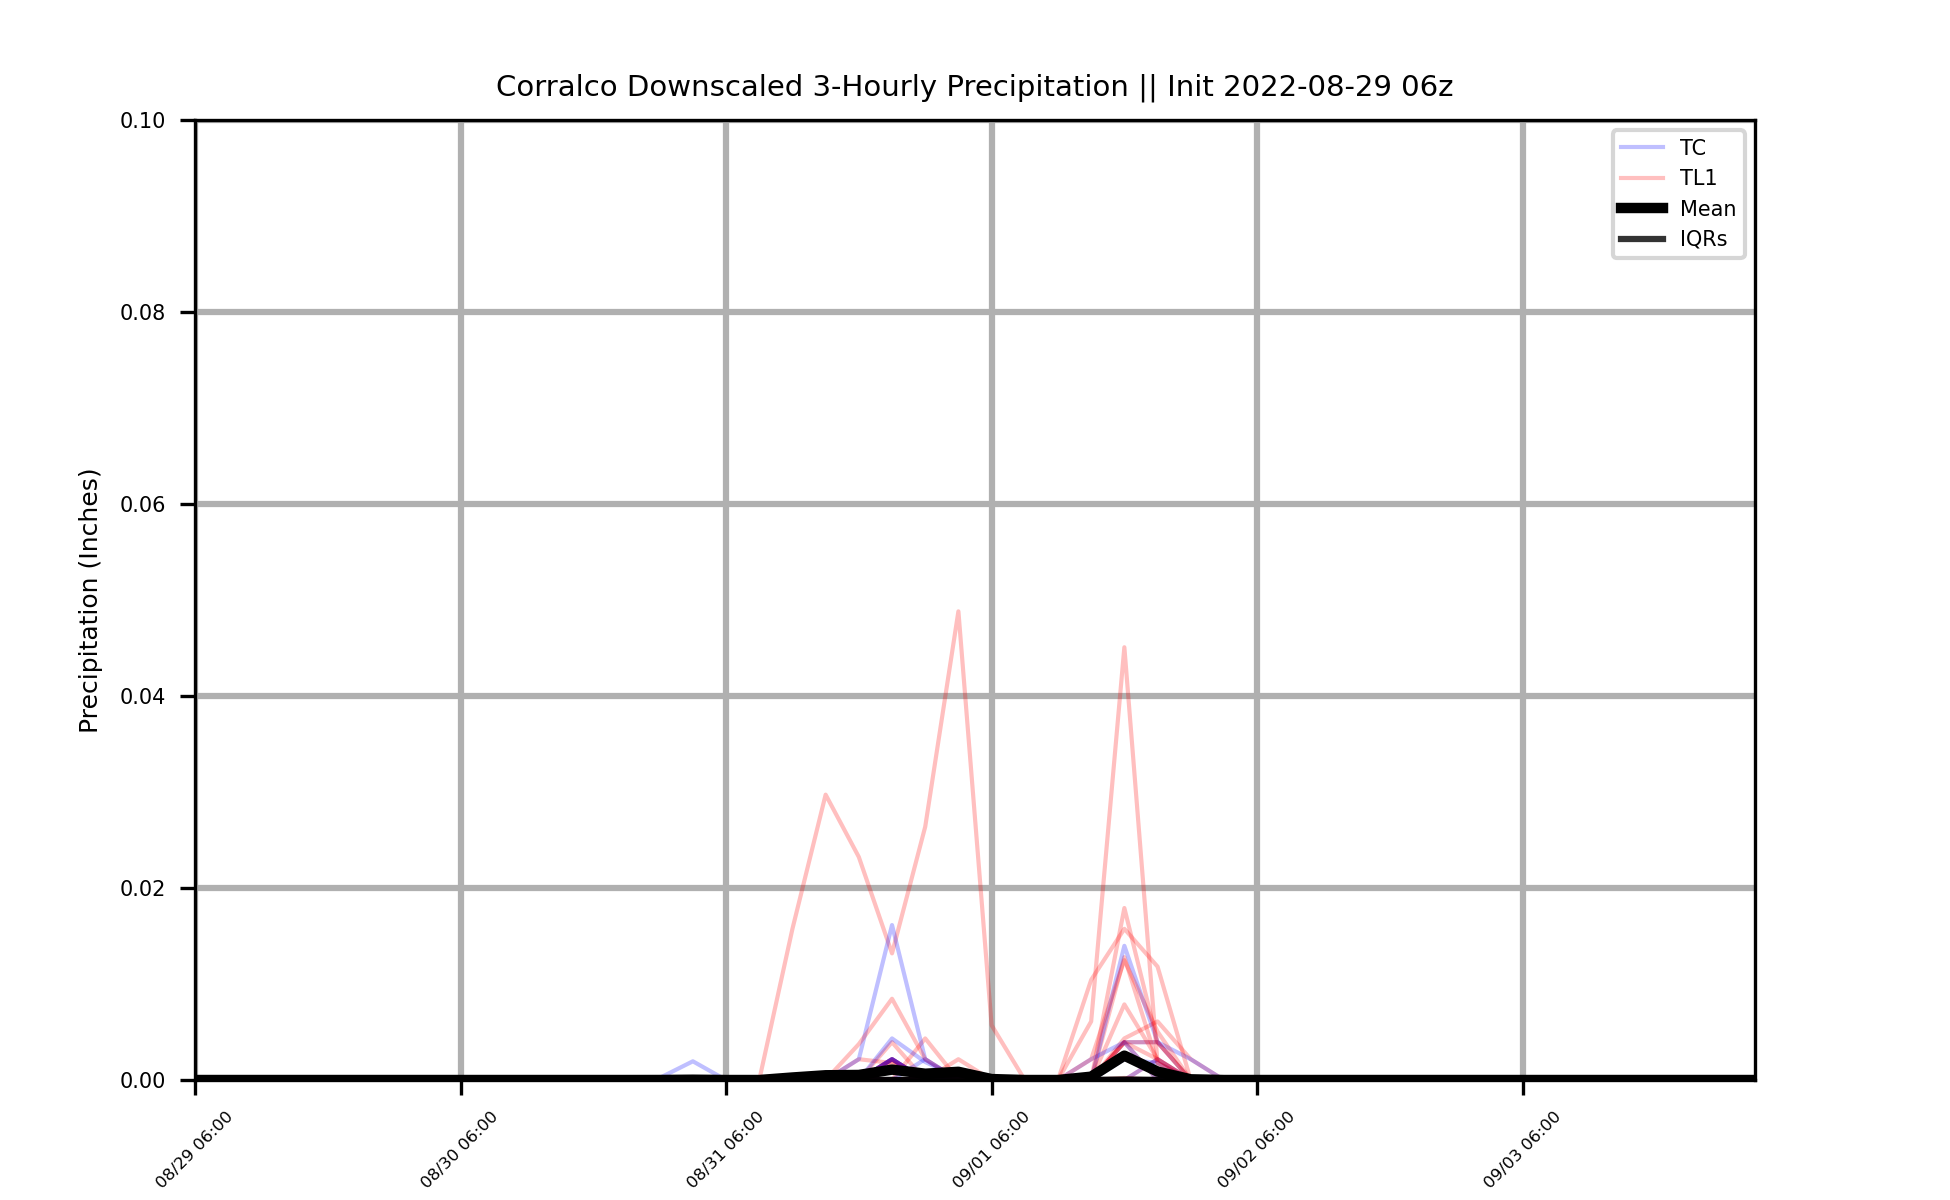 Corralco Downscaled 3-Hourly Precipitation || Init 2022-08-29 06z
Precipitation (Inches)
0.10
0.08
0.06
0.04
0.02
0.00
TC
TL1
Mean
IQRs
08/29 06:00
08/30 06:00
08/31 06:00
09/01 06:00
09/02 06:00
09/03 06:00